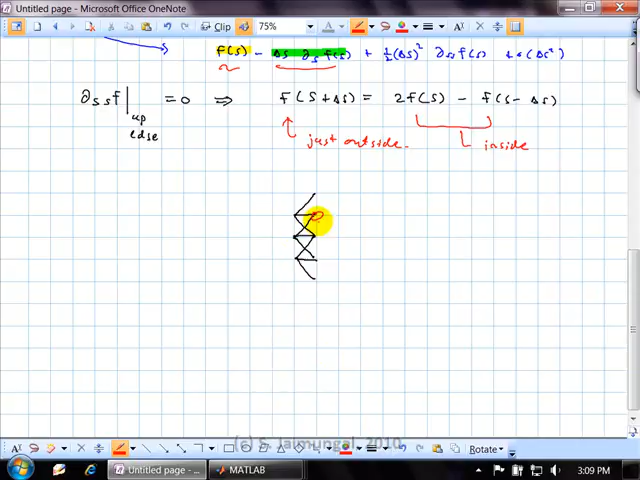 Untitled page - Microsoft Office OneNote
Clip
75%
f(s) - Δs ∂s f(s) + ½(Δs)² ∂ss f(s) + o(Δs²)
∂ss f | up edge = 0 ⇒ f(s+Δs) = 2f(s) - f(s-Δs)
just outside.
inside
Rotate
(c) S. Jaimungal, 2010
Untitled page - ...
MATLAB
3:09 PM